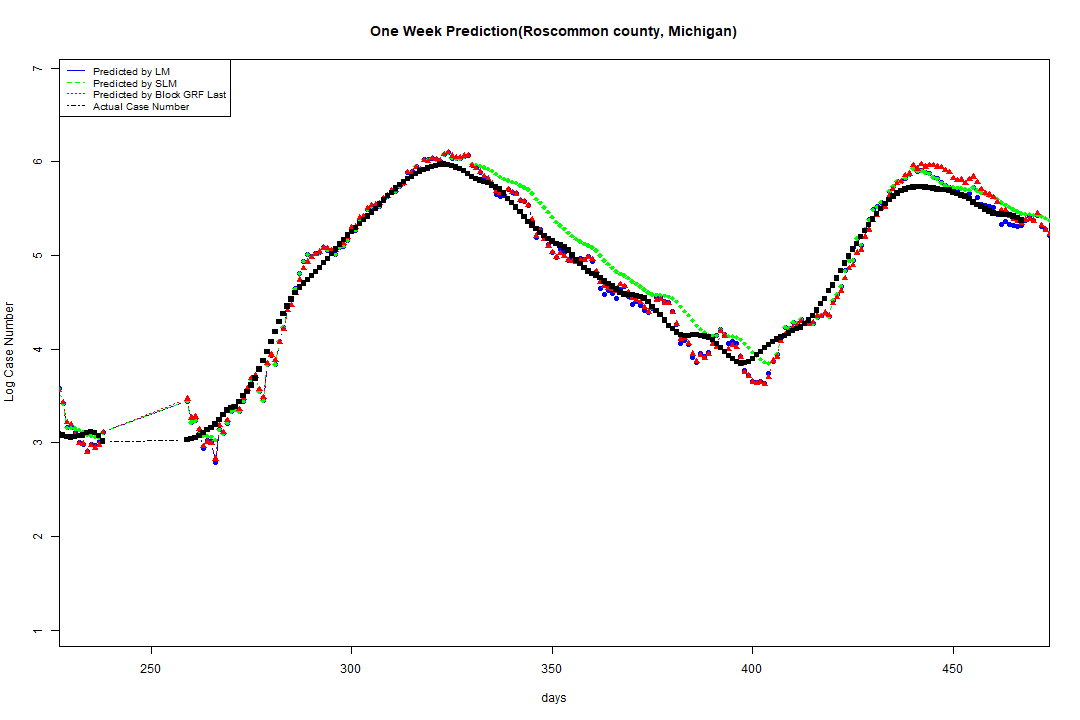 One Week Prediction(Roscommon county, Michigan)
Predicted by LM
Predicted by SLM
Predicted by Block GRF Last
Actual Case Number
7
6
5
4
3
2
1
Log Case Number
250 300 350 400 450
days